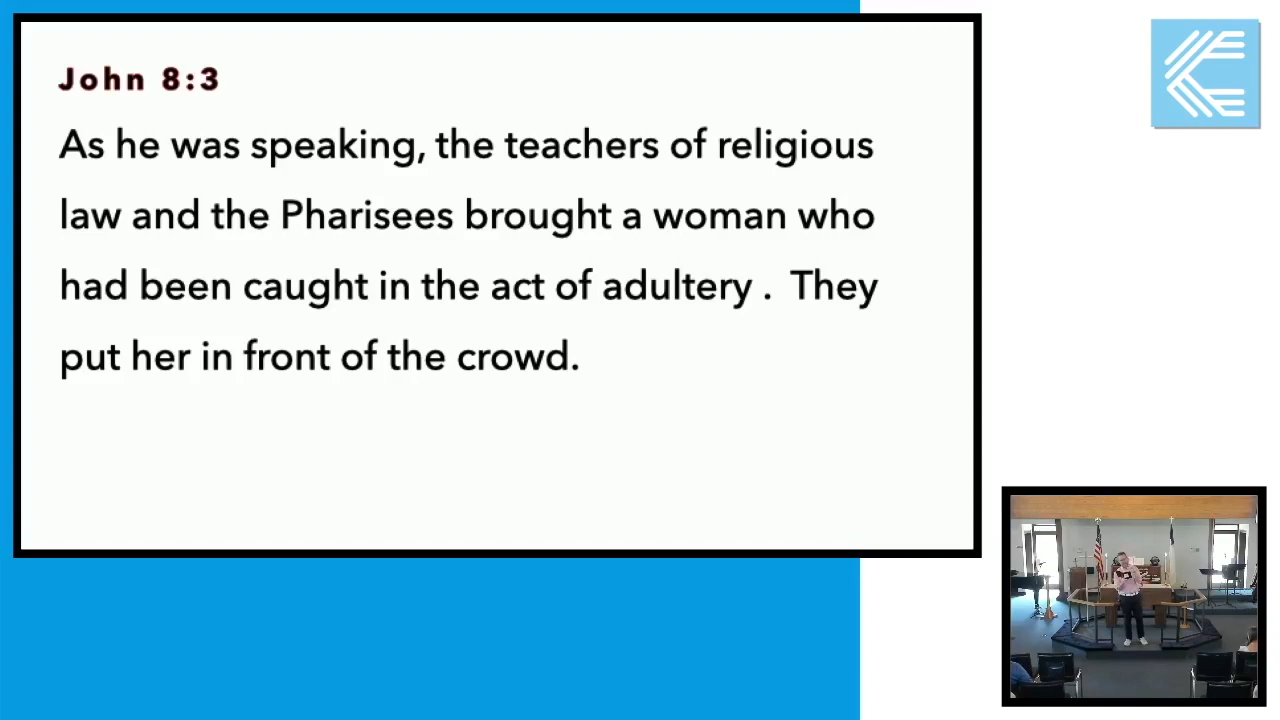 John 8:3
As he was speaking, the teachers of religious
law and the Pharisees brought a woman who
had been caught in the act of adultery .  They
put her in front of the crowd.